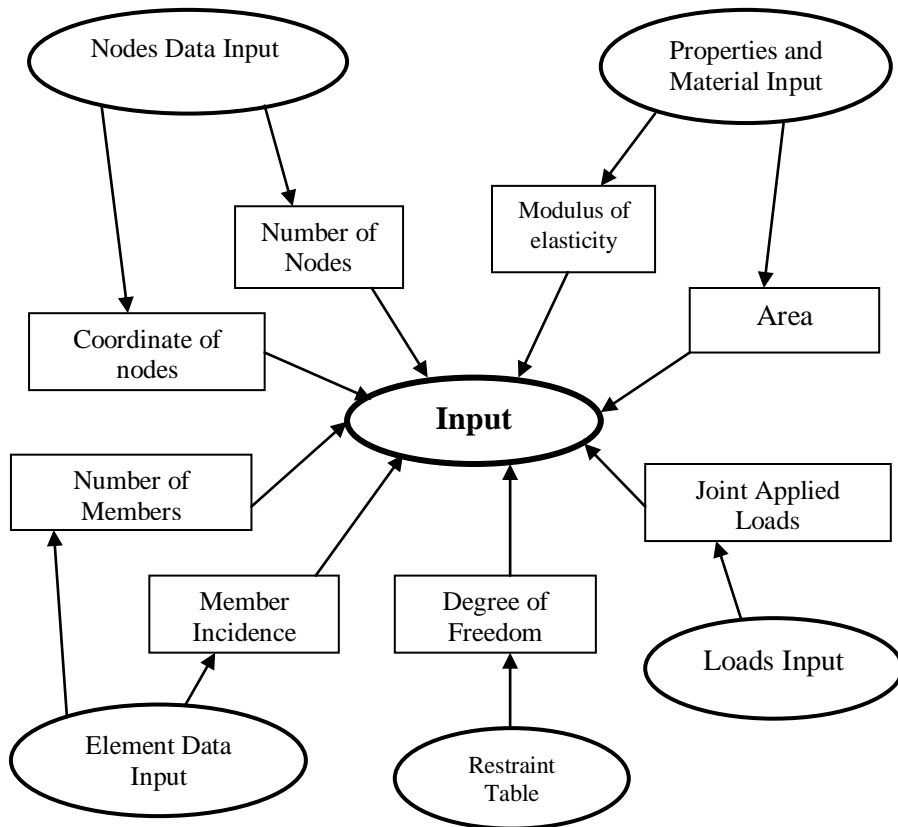 Nodes Data Input
Properties and
Material Input
Number of
Nodes
Modulus of
elasticity
Coordinate of
nodes
Area
Input
Number of
Members
Joint Applied
Loads
Member
Incidence
Degree of
Freedom
Loads Input
Element Data
Input
Restraint
Table